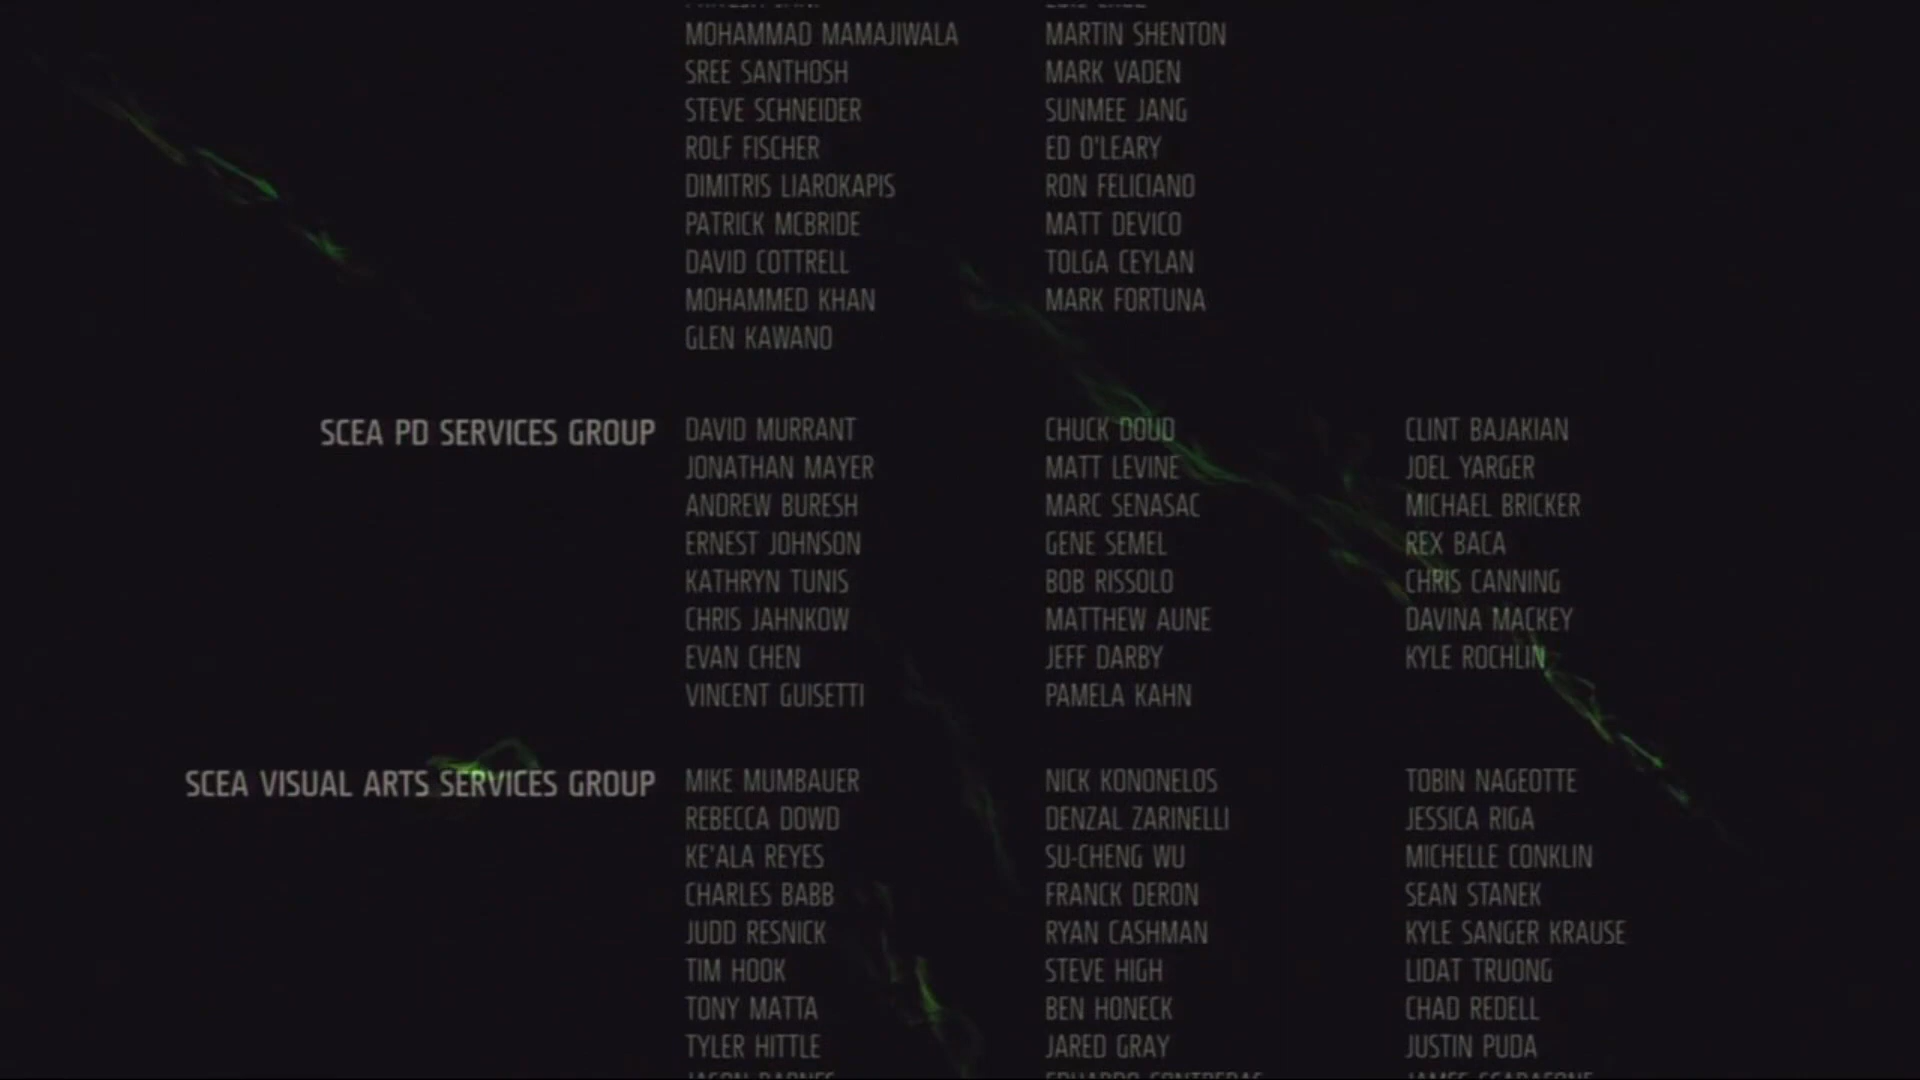 MOHAMMAD MAMAJIWALA MARTIN SHENTON
SREE SANTHOSH MARK VADEN
STEVE SCHNEIDER SUNMEE JANG
ROLF FISCHER ED O'LEARY
DIMITRIS LIAROKAPIS RON FELICIANO
PATRICK MCBRIDE MATT DEVICO
DAVID COTTRELL TOLGA CEYLAN
MOHAMMED KHAN MARK FORTUNA
GLEN KAWANO
SCEA PD SERVICES GROUP DAVID MURRANT CHUCK DOUD CLINT BAJAKIAN
JONATHAN MAYER MATT LEVINE JOEL YARGER
ANDREW BURESH MARC SENASAC MICHAEL BRICKER
ERNEST JOHNSON GENE SEMEL REX BACA
KATHRYN TUNIS BOB RISSOLO CHRIS CANNING
CHRIS JAHNKOW MATTHEW AUNE DAVINA MACKEY
EVAN CHEN JEFF DARBY KYLE ROCHLIN
VINCENT GUISETTI PAMELA KAHN
SCEA VISUAL ARTS SERVICES GROUP MIKE MUMBAUER NICK KONONELOS TOBIN NAGEOTTE
REBECCA DOWD DENZAL ZARINELLI JESSICA RIGA
KE'ALA REYES SU-CHENG WU MICHELLE CONKLIN
CHARLES BABB FRANCK DERON SEAN STANEK
JUDD RESNICK RYAN CASHMAN KYLE SANGER KRAUSE
TIM HOOK STEVE HIGH LIDAT TRUONG
TONY MATTA BEN HONECK CHAD REDELL
TYLER HITTLE JARED GRAY JUSTIN PUDA